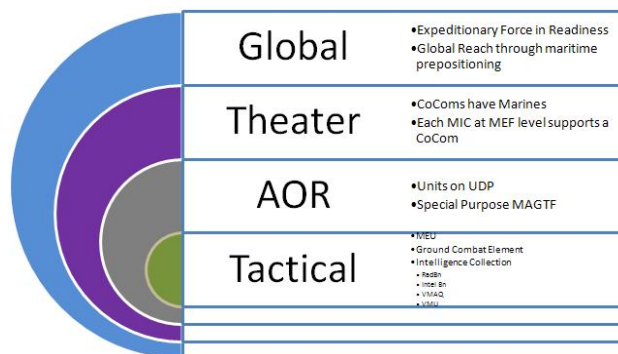 Global
•Expeditionary Force in Readiness
•Global Reach through maritime
prepositioning
Theater
•CoComs have Marines
•Each MIC at MEF level supports a
CoCom
AOR
•Units on UDP
•Special Purpose MAGTF
Tactical
•MEU
•Ground Combat Element
•Intelligence Collection
•RadBn
•Intel Bn
•VMAQ
•VMU